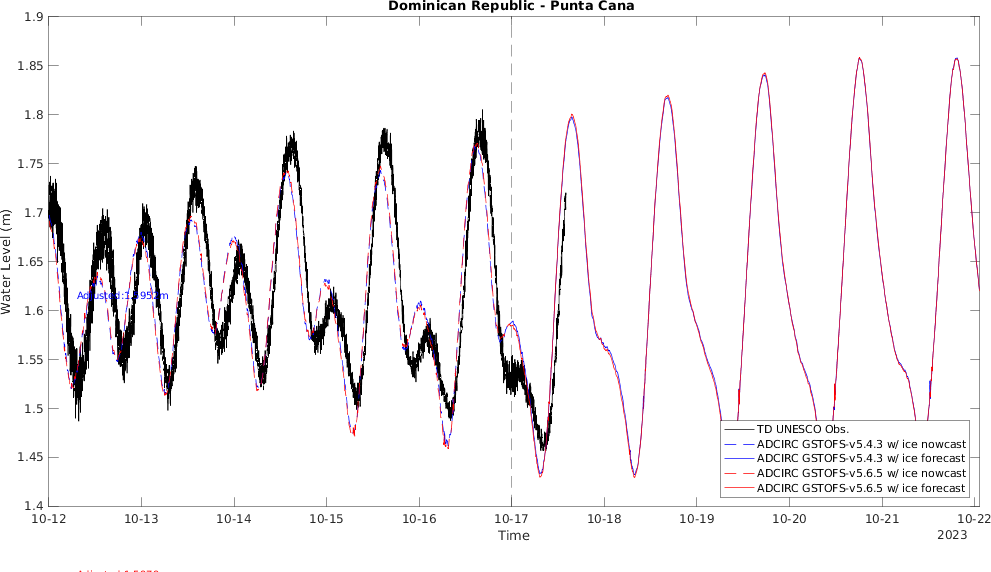 Dominican Republic - Punta Cana
1.9
1.85
1.8
1.75
1.7
1.65
1.6
1.55
1.5
1.45
1.4
Water Level (m)
TD UNESCO Obs.
ADCIRC GSTOFS-v5.4.3 w/ ice nowcast
ADCIRC GSTOFS-v5.4.3 w/ ice forecast
ADCIRC GSTOFS-v5.6.5 w/ ice nowcast
ADCIRC GSTOFS-v5.6.5 w/ ice forecast
10-12 10-13 10-14 10-15 10-16 10-17 10-18 10-19 10-20 10-21 10-22
Time
2023